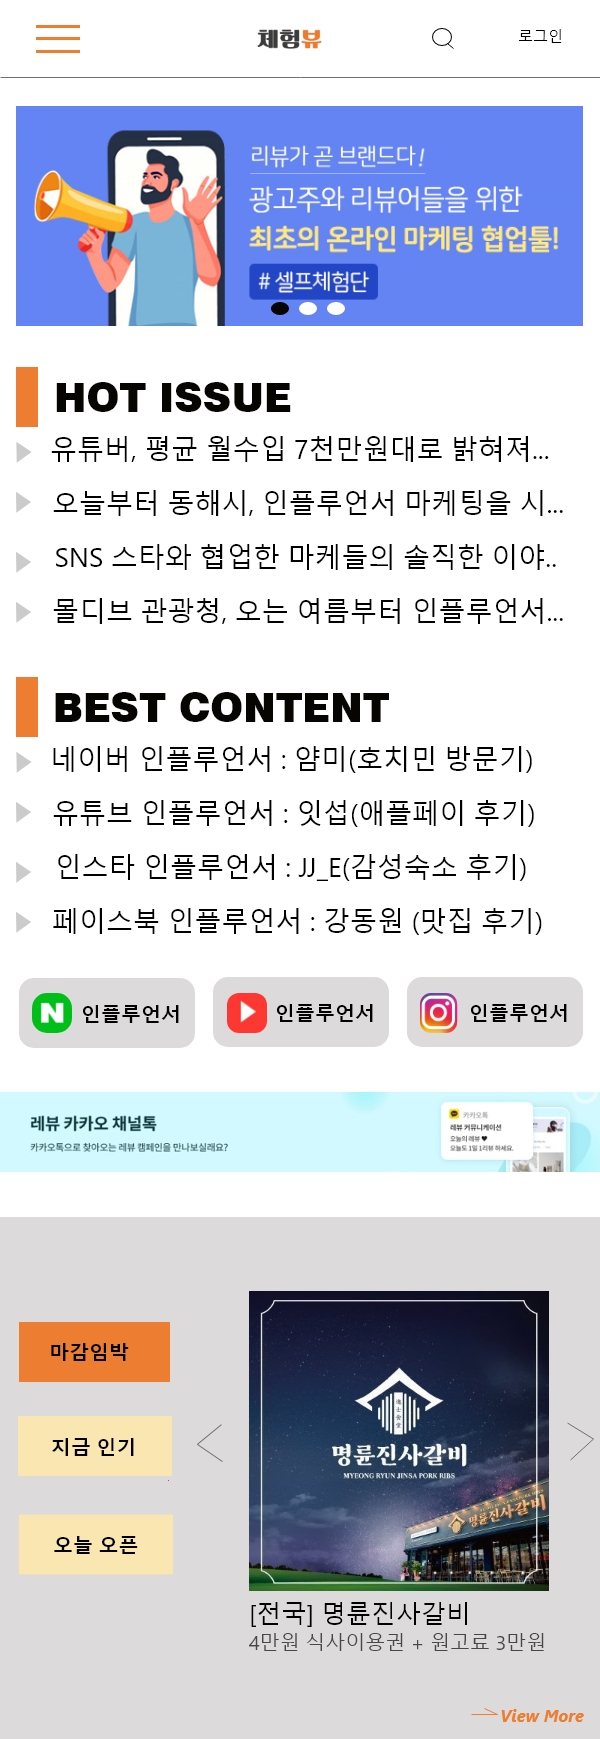 체험뷰
로그인
리뷰가 곧 브랜드다!
광고주와 리뷰어들을 위한
최초의 온라인 마케팅 협업툴!
# 셀프체험단
HOT ISSUE
유튜버, 평균 월수입 7천만원대로 밝혀져...
오늘부터 동해시, 인플루언서 마케팅을 시...
SNS 스타와 협업한 마케들의 솔직한 이야..
몰디브 관광청, 오는 여름부터 인플루언서...
BEST CONTENT
네이버 인플루언서 : 얌미(호치민 방문기)
유튜브 인플루언서 : 잇섭(애플페이 후기)
인스타 인플루언서 : JJ_E(감성숙소 후기)
페이스북 인플루언서 : 강동원 (맛집 후기)
N 인플루언서
인플루언서
인플루언서
레뷰 카카오 채널톡
카카오톡으로 찾아오는 레뷰 캠페인을 만나보실래요?
카카오톡
레뷰 커뮤니케이션
오늘의 레뷰 ♥
오늘도 1일 1리뷰 하세요.
마감임박
지금 인기
오늘 오픈
명륜진사갈비
MYEONG RYUN JINSA PORK RIBS
명륜진사갈비
[전국] 명륜진사갈비
4만원 식사이용권 + 원고료 3만원
View More